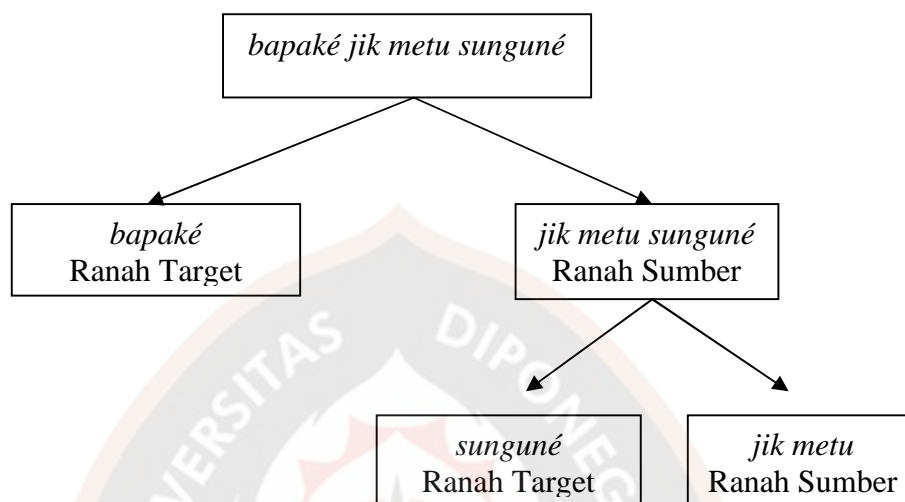 bapaké jik metu sunguné
bapaké
Ranah Target
jik metu sunguné
Ranah Sumber
sunguné
Ranah Target
jik metu
Ranah Sumber